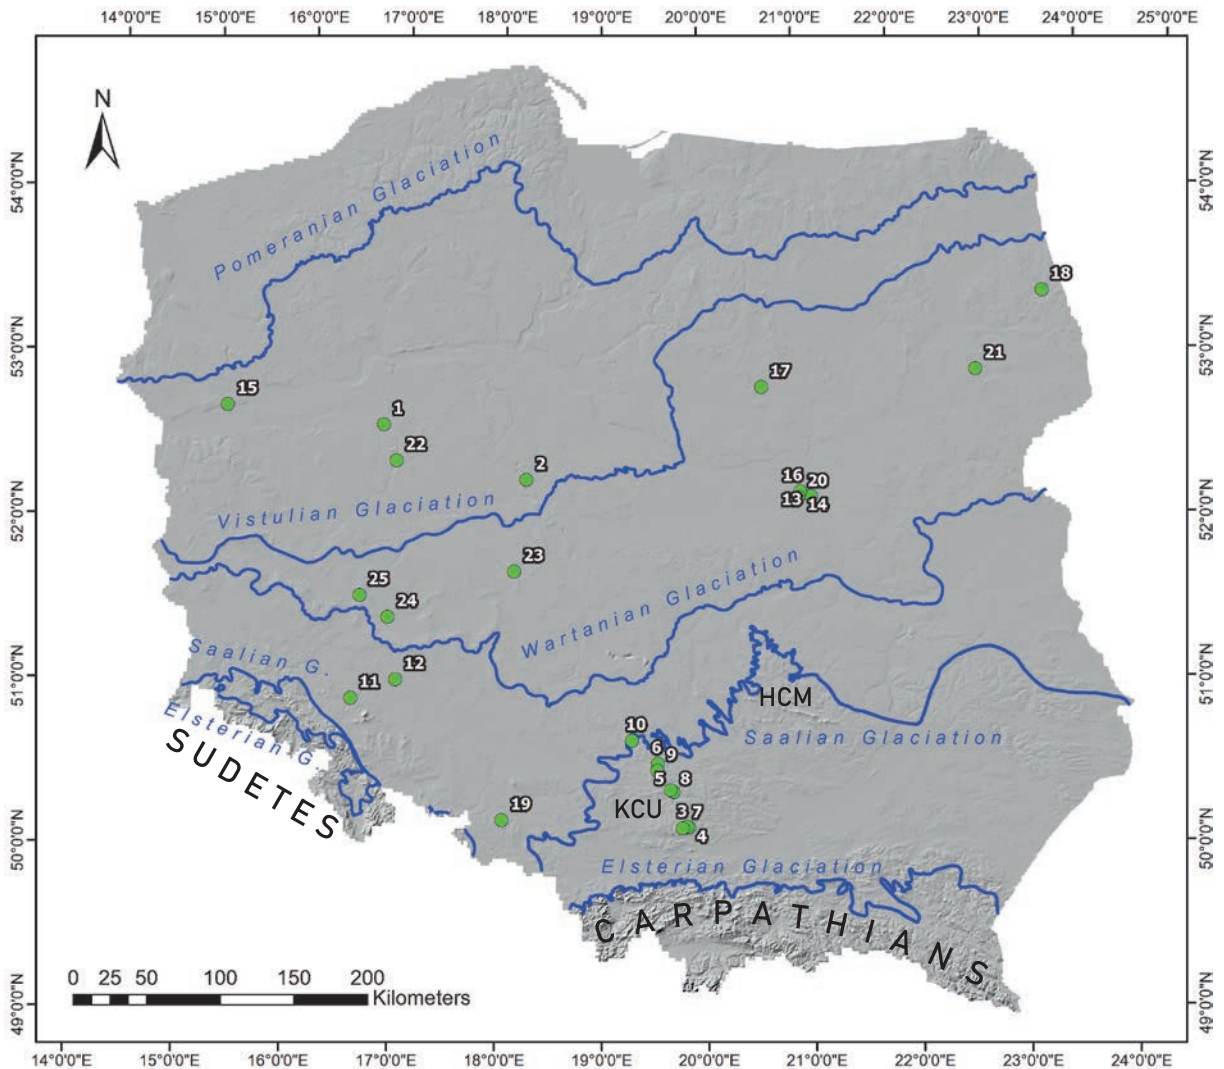 14°0'0"E 15°0'0"E 16°0'0"E 17°0'0"E 18°0'0"E 19°0'0"E 20°0'0"E 21°0'0"E 22°0'0"E 23°0'0"E 24°0'0"E 25°0'0"E
N
54°0'0"N
54°0'0"N
Pomeranian Glaciation
18
53°0'0"N
53°0'0"N
21
17
15
1
22
2
16 20
13 14
52°0'0"N
52°0'0"N
Vistulian Glaciation
23
25
24
Wartanian Glaciation
Saalian G.
12
11
51°0'0"N
51°0'0"N
HCM
Elsterian G.
SUDETES
10
Saalian Glaciation
6 9
5 8
KCU
19
3 7
4
50°0'0"N
50°0'0"N
Elsterian Glaciation
CARPATHIANS
0 25 50 100 150 200
Kilometers
49°0'0"N
49°0'0"N
14°0'0"E 15°0'0"E 16°0'0"E 17°0'0"E 18°0'0"E 19°0'0"E 20°0'0"E 21°0'0"E 22°0'0"E 23°0'0"E 24°0'0"E